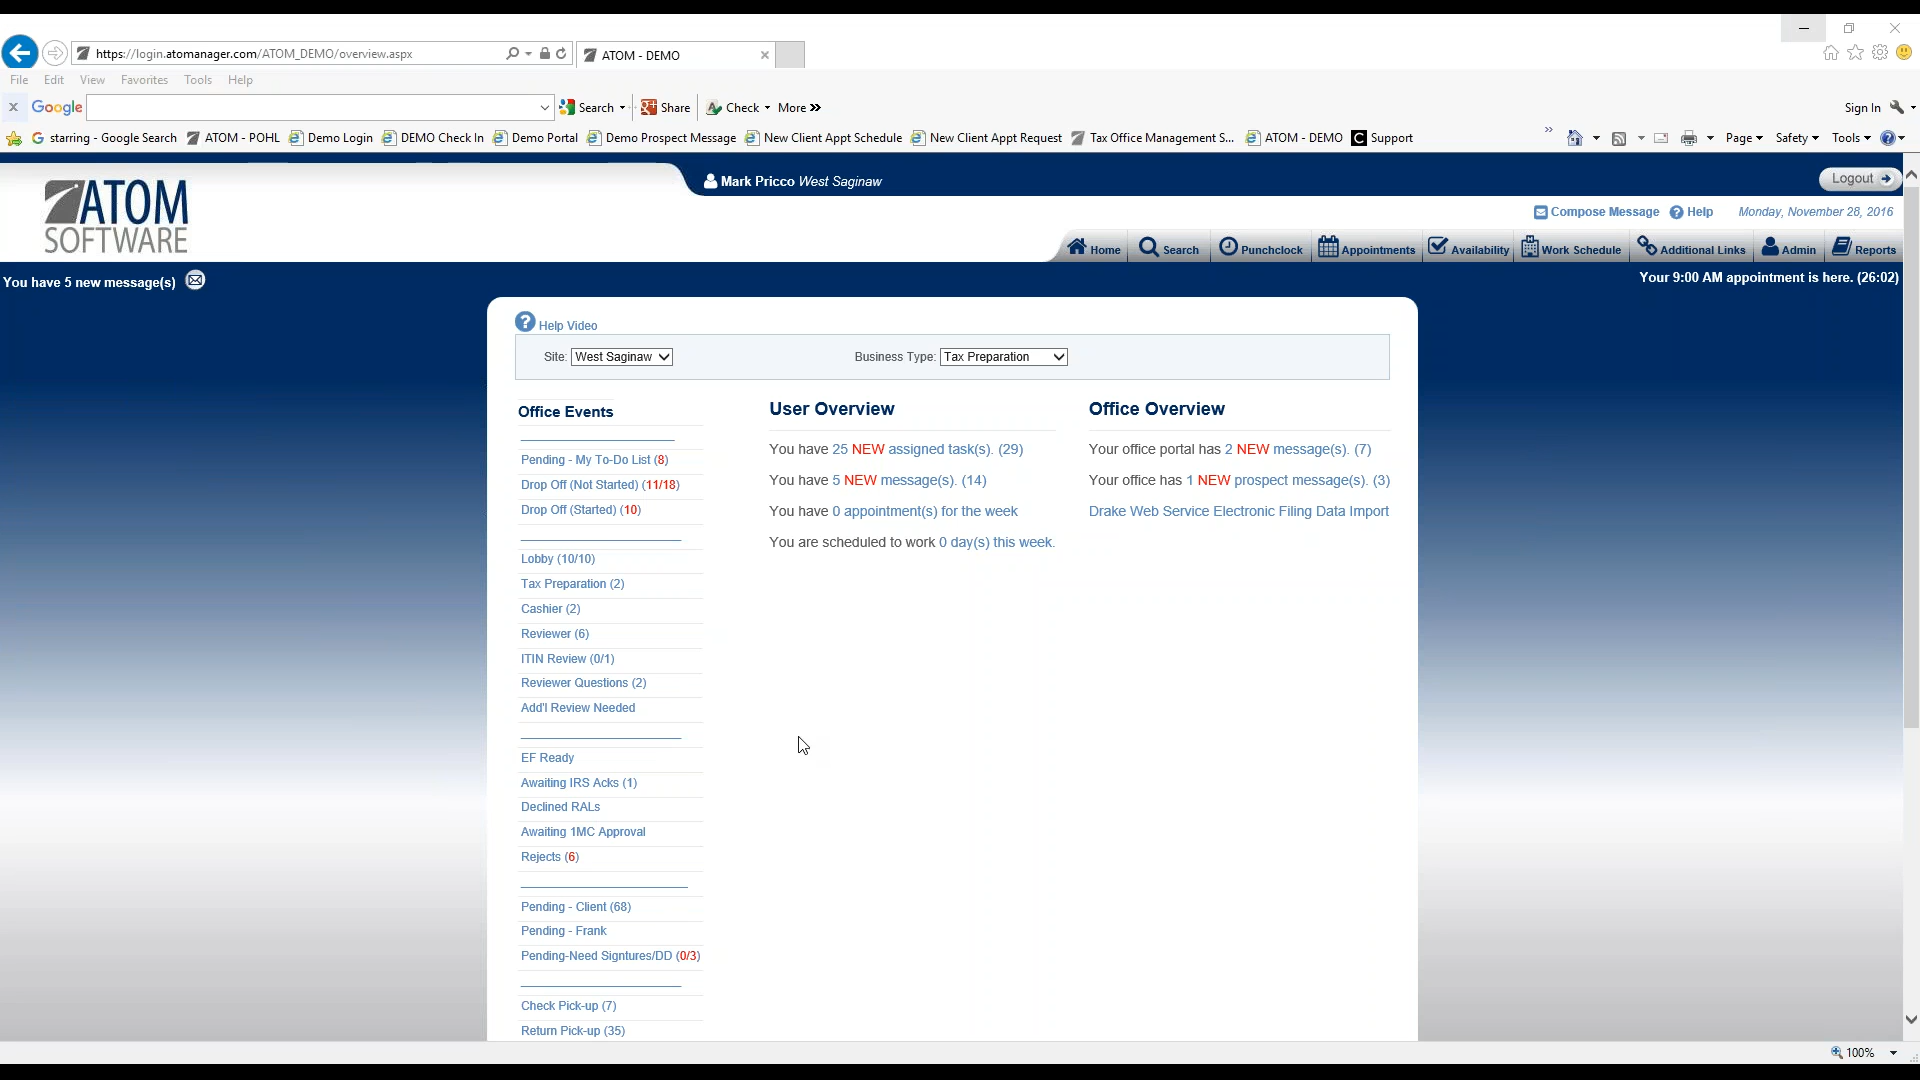 https://login.atomanager.com/ATOM_DEMO/overview.aspx
ATOM - DEMO
File Edit View Favorites Tools Help
x Google Search Share Check More Sign In
starring - Google Search ATOM - POHL Demo Login DEMO Check In Demo Portal Demo Prospect Message New Client Appt Schedule New Client Appt Request Tax Office Management S... ATOM - DEMO Support Page Safety Tools
Mark Pricco West Saginaw
Logout
ATOM
SOFTWARE
Compose Message Help Monday, November 28, 2016
Home Search Punchclock Appointments Availability Work Schedule Additional Links Admin Reports
You have 5 new message(s)
Your 9:00 AM appointment is here. (26:02)
Help Video
Site: West Saginaw Business Type: Tax Preparation
Office Events
Pending - My To-Do List (8)
Drop Off (Not Started) (11/18)
Drop Off (Started) (10)
Lobby (10/10)
Tax Preparation (2)
Cashier (2)
Reviewer (6)
ITIN Review (0/1)
Reviewer Questions (2)
Add'l Review Needed
EF Ready
Awaiting IRS Acks (1)
Declined RALs
Awaiting 1MC Approval
Rejects (6)
Pending - Client (68)
Pending - Frank
Pending-Need Signtures/DD (0/3)
Check Pick-up (7)
Return Pick-up (35)
User Overview
You have 25 NEW assigned task(s). (29)
You have 5 NEW message(s). (14)
You have 0 appointment(s) for the week
You are scheduled to work 0 day(s) this week.
Office Overview
Your office portal has 2 NEW message(s). (7)
Your office has 1 NEW prospect message(s). (3)
Drake Web Service Electronic Filing Data Import
100%